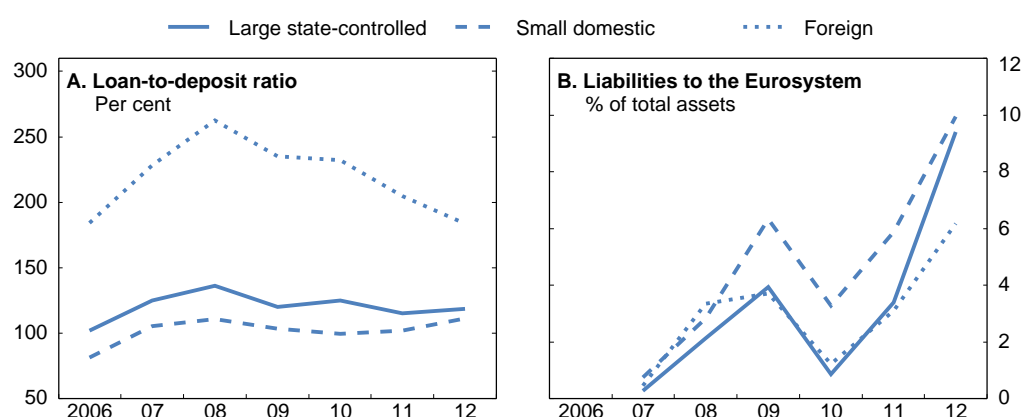 Large state-controlled Small domestic Foreign
A. Loan-to-deposit ratio
Per cent
300
250
200
150
100
50
2006 07 08 09 10 11 12
B. Liabilities to the Eurosystem
% of total assets
12
10
8
6
4
2
0
2006 07 08 09 10 11 12